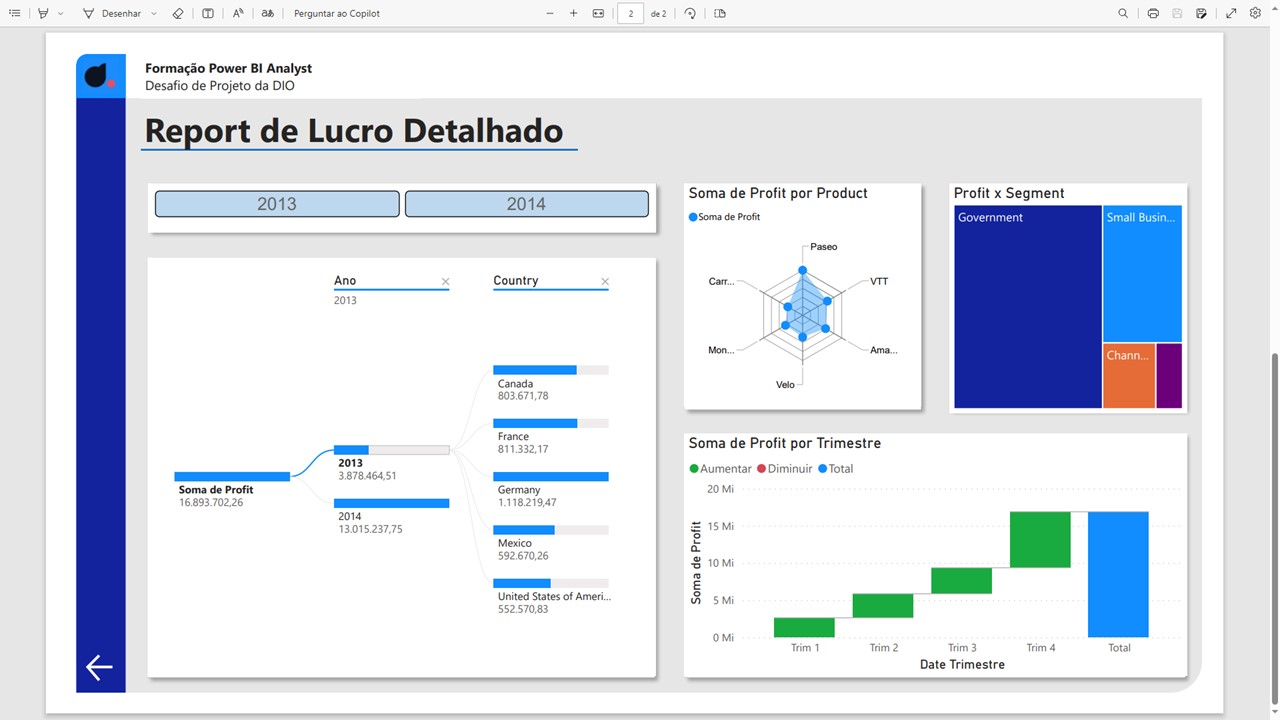 Desenhar
Perguntar ao Copilot
2
de 2
Formação Power BI Analyst
Desafio de Projeto da DIO
Report de Lucro Detalhado
2013
2014
Ano
2013
Country
Soma de Profit
16.893.702,26
2013
3.878.464,51
2014
13.015.237,75
Canada
803.671,78
France
811.332,17
Germany
1.118.219,47
Mexico
592.670,26
United States of Ameri...
552.570,83
Soma de Profit por Product
Soma de Profit
Paseo
VTT
Ama...
Velo
Mon...
Carr...
Profit x Segment
Government
Small Busin...
Chann...
Soma de Profit por Trimestre
Aumentar Diminuir Total
Soma de Profit
20 Mi
15 Mi
10 Mi
5 Mi
0 Mi
Trim 1 Trim 2 Trim 3 Trim 4 Total
Date Trimestre